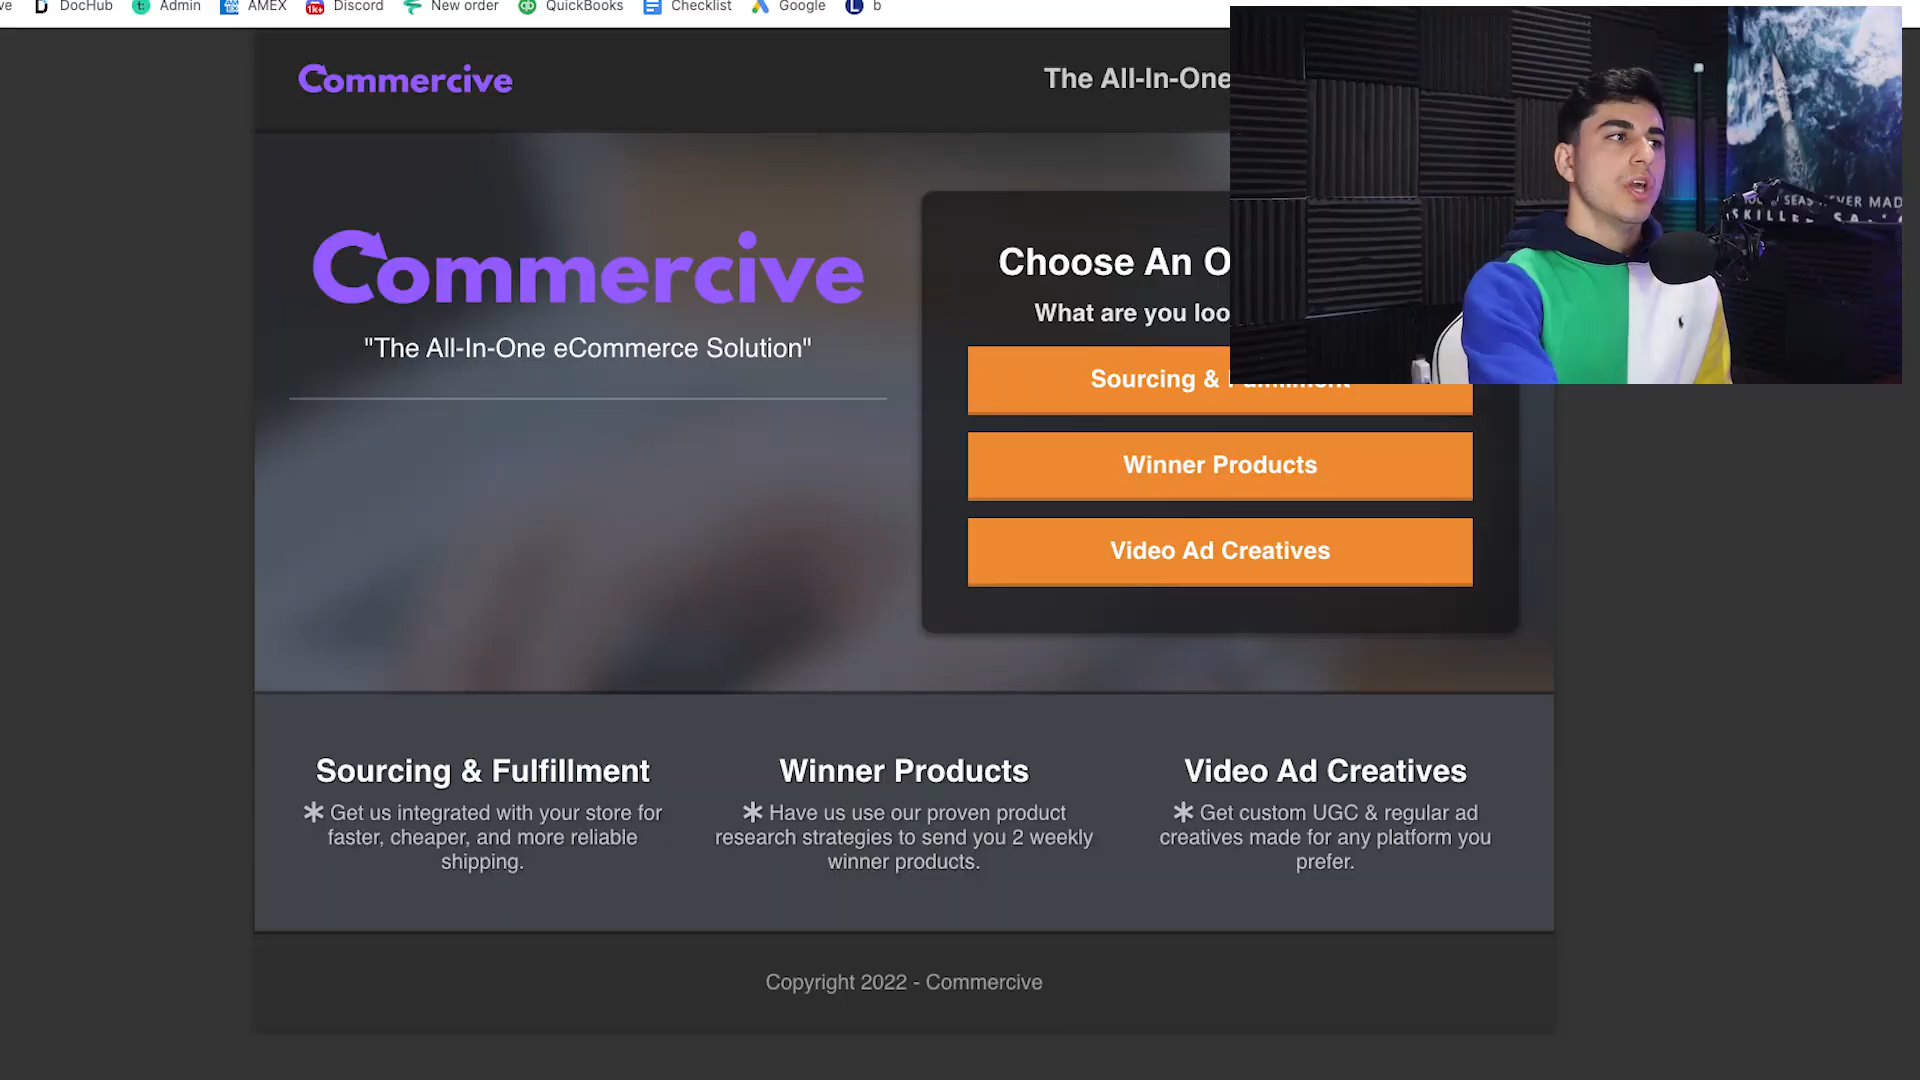 DocHub Admin AMEX Discord New order QuickBooks Checklist Google b
Commercive
The All-In-One
Commercive
"The All-In-One eCommerce Solution"
Choose An O
What are you loo
Sourcing &
Winner Products
Video Ad Creatives
SEAS NEVER MAD
SKILLE
Sourcing & Fulfillment
* Get us integrated with your store for
faster, cheaper, and more reliable
shipping.
Winner Products
* Have us use our proven product
research strategies to send you 2 weekly
winner products.
Video Ad Creatives
* Get custom UGC & regular ad
creatives made for any platform you
prefer.
Copyright 2022 - Commercive